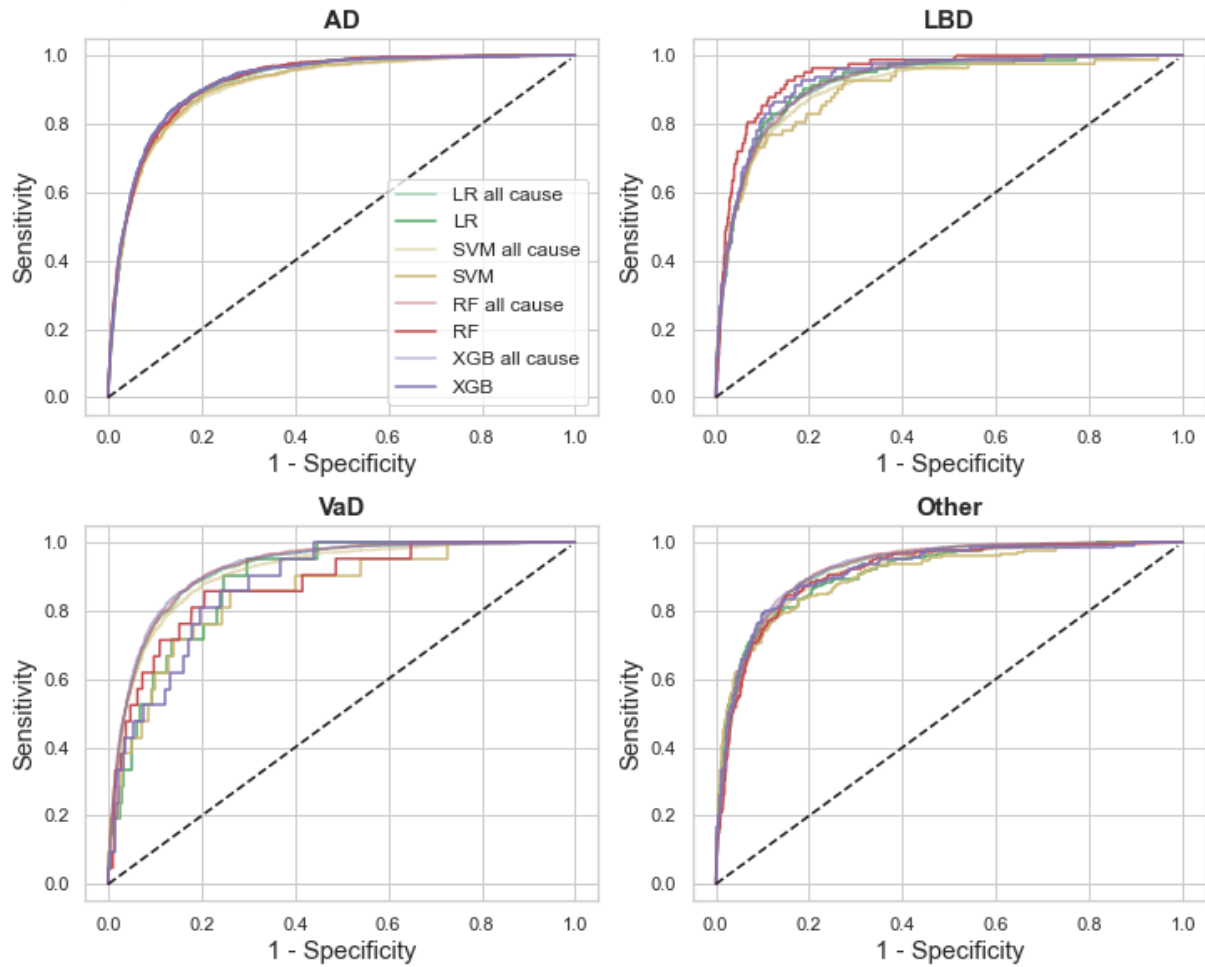 AD
1.0
0.8
0.6
0.4
0.2
0.0
Sensitivity
LR all cause
LR
SVM all cause
SVM
RF all cause
RF
XGB all cause
XGB
0.0 0.2 0.4 0.6 0.8 1.0
1 - Specificity
LBD
1.0
0.8
0.6
0.4
0.2
0.0
Sensitivity
0.0 0.2 0.4 0.6 0.8 1.0
1 - Specificity
VaD
1.0
0.8
0.6
0.4
0.2
0.0
Sensitivity
0.0 0.2 0.4 0.6 0.8 1.0
1 - Specificity
Other
1.0
0.8
0.6
0.4
0.2
0.0
Sensitivity
0.0 0.2 0.4 0.6 0.8 1.0
1 - Specificity